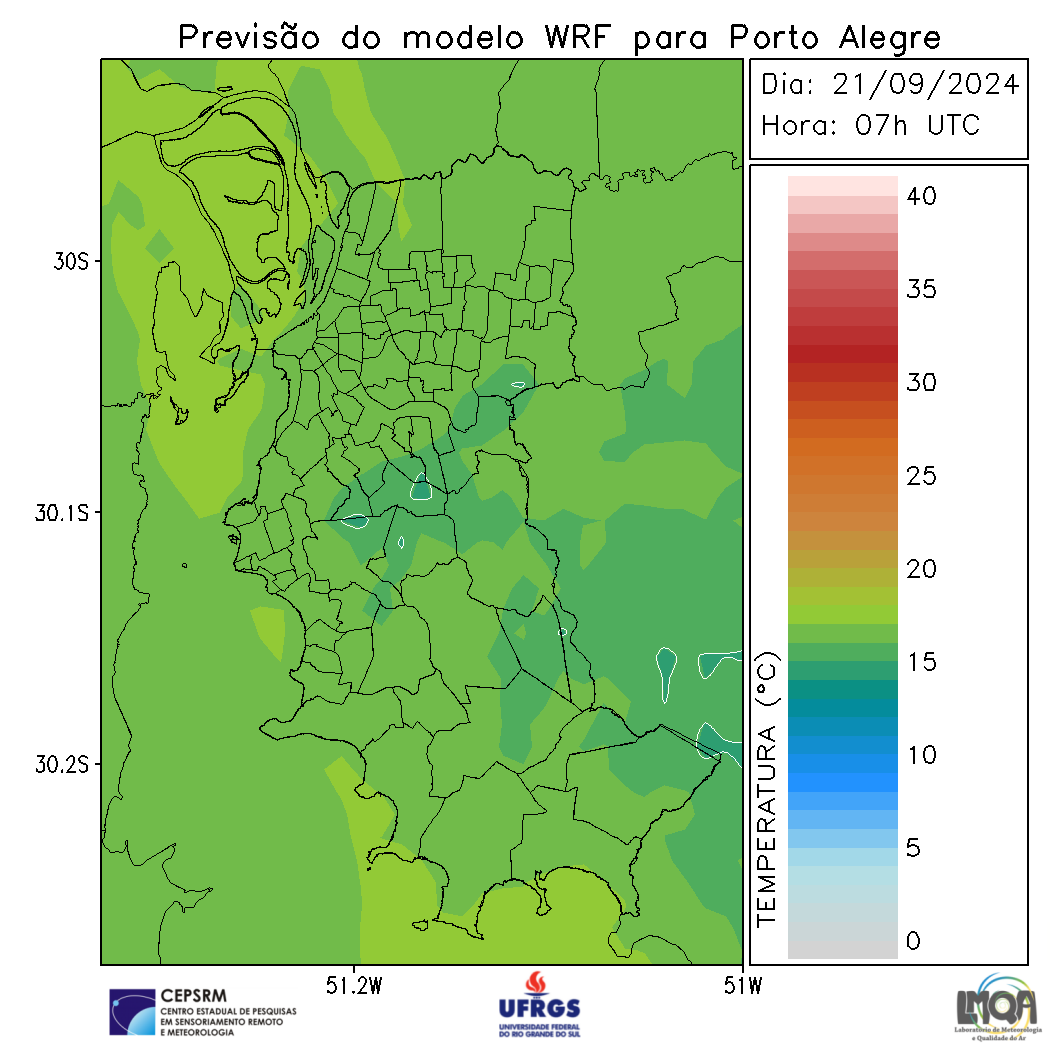 Previsão do modelo WRF para Porto Alegre
Dia: 21/09/2024
Hora: 07h UTC
40
35
30
25
20
15
10
5
0
TEMPERATURA (°C)
30S
30.1S
30.2S
51.2W
51W
CEPSRM
CENTRO ESTADUAL DE PESQUISAS
EM SENSORIAMENTO REMOTO
E METEOROLOGIA
UFRGS
UNIVERSIDADE FEDERAL
DO RIO GRANDE DO SUL
LMQA
Laboratório de Meteorologia
e Qualidade do Ar